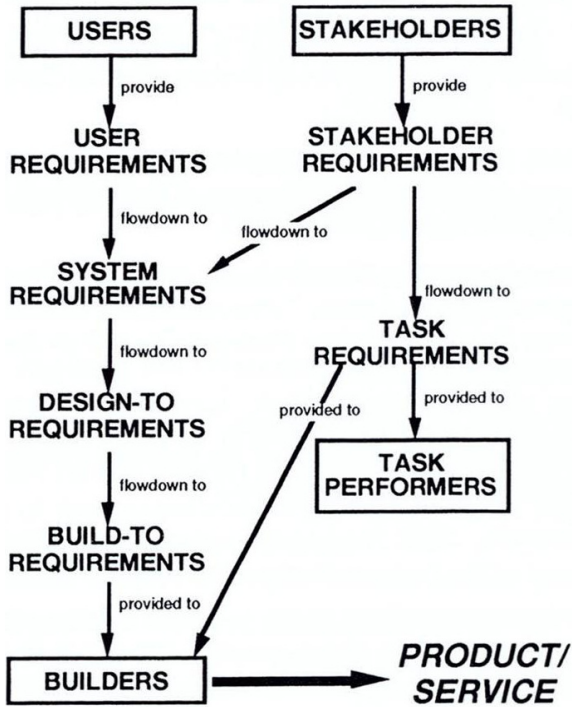 USERS
STAKEHOLDERS
provide
provide
USER
REQUIREMENTS
STAKEHOLDER
REQUIREMENTS
flowdown to
flowdown to
SYSTEM
REQUIREMENTS
flowdown to
TASK
REQUIREMENTS
flowdown to
DESIGN-TO
REQUIREMENTS
provided to
provided to
TASK
PERFORMERS
flowdown to
BUILD-TO
REQUIREMENTS
provided to
BUILDERS
PRODUCT/
SERVICE